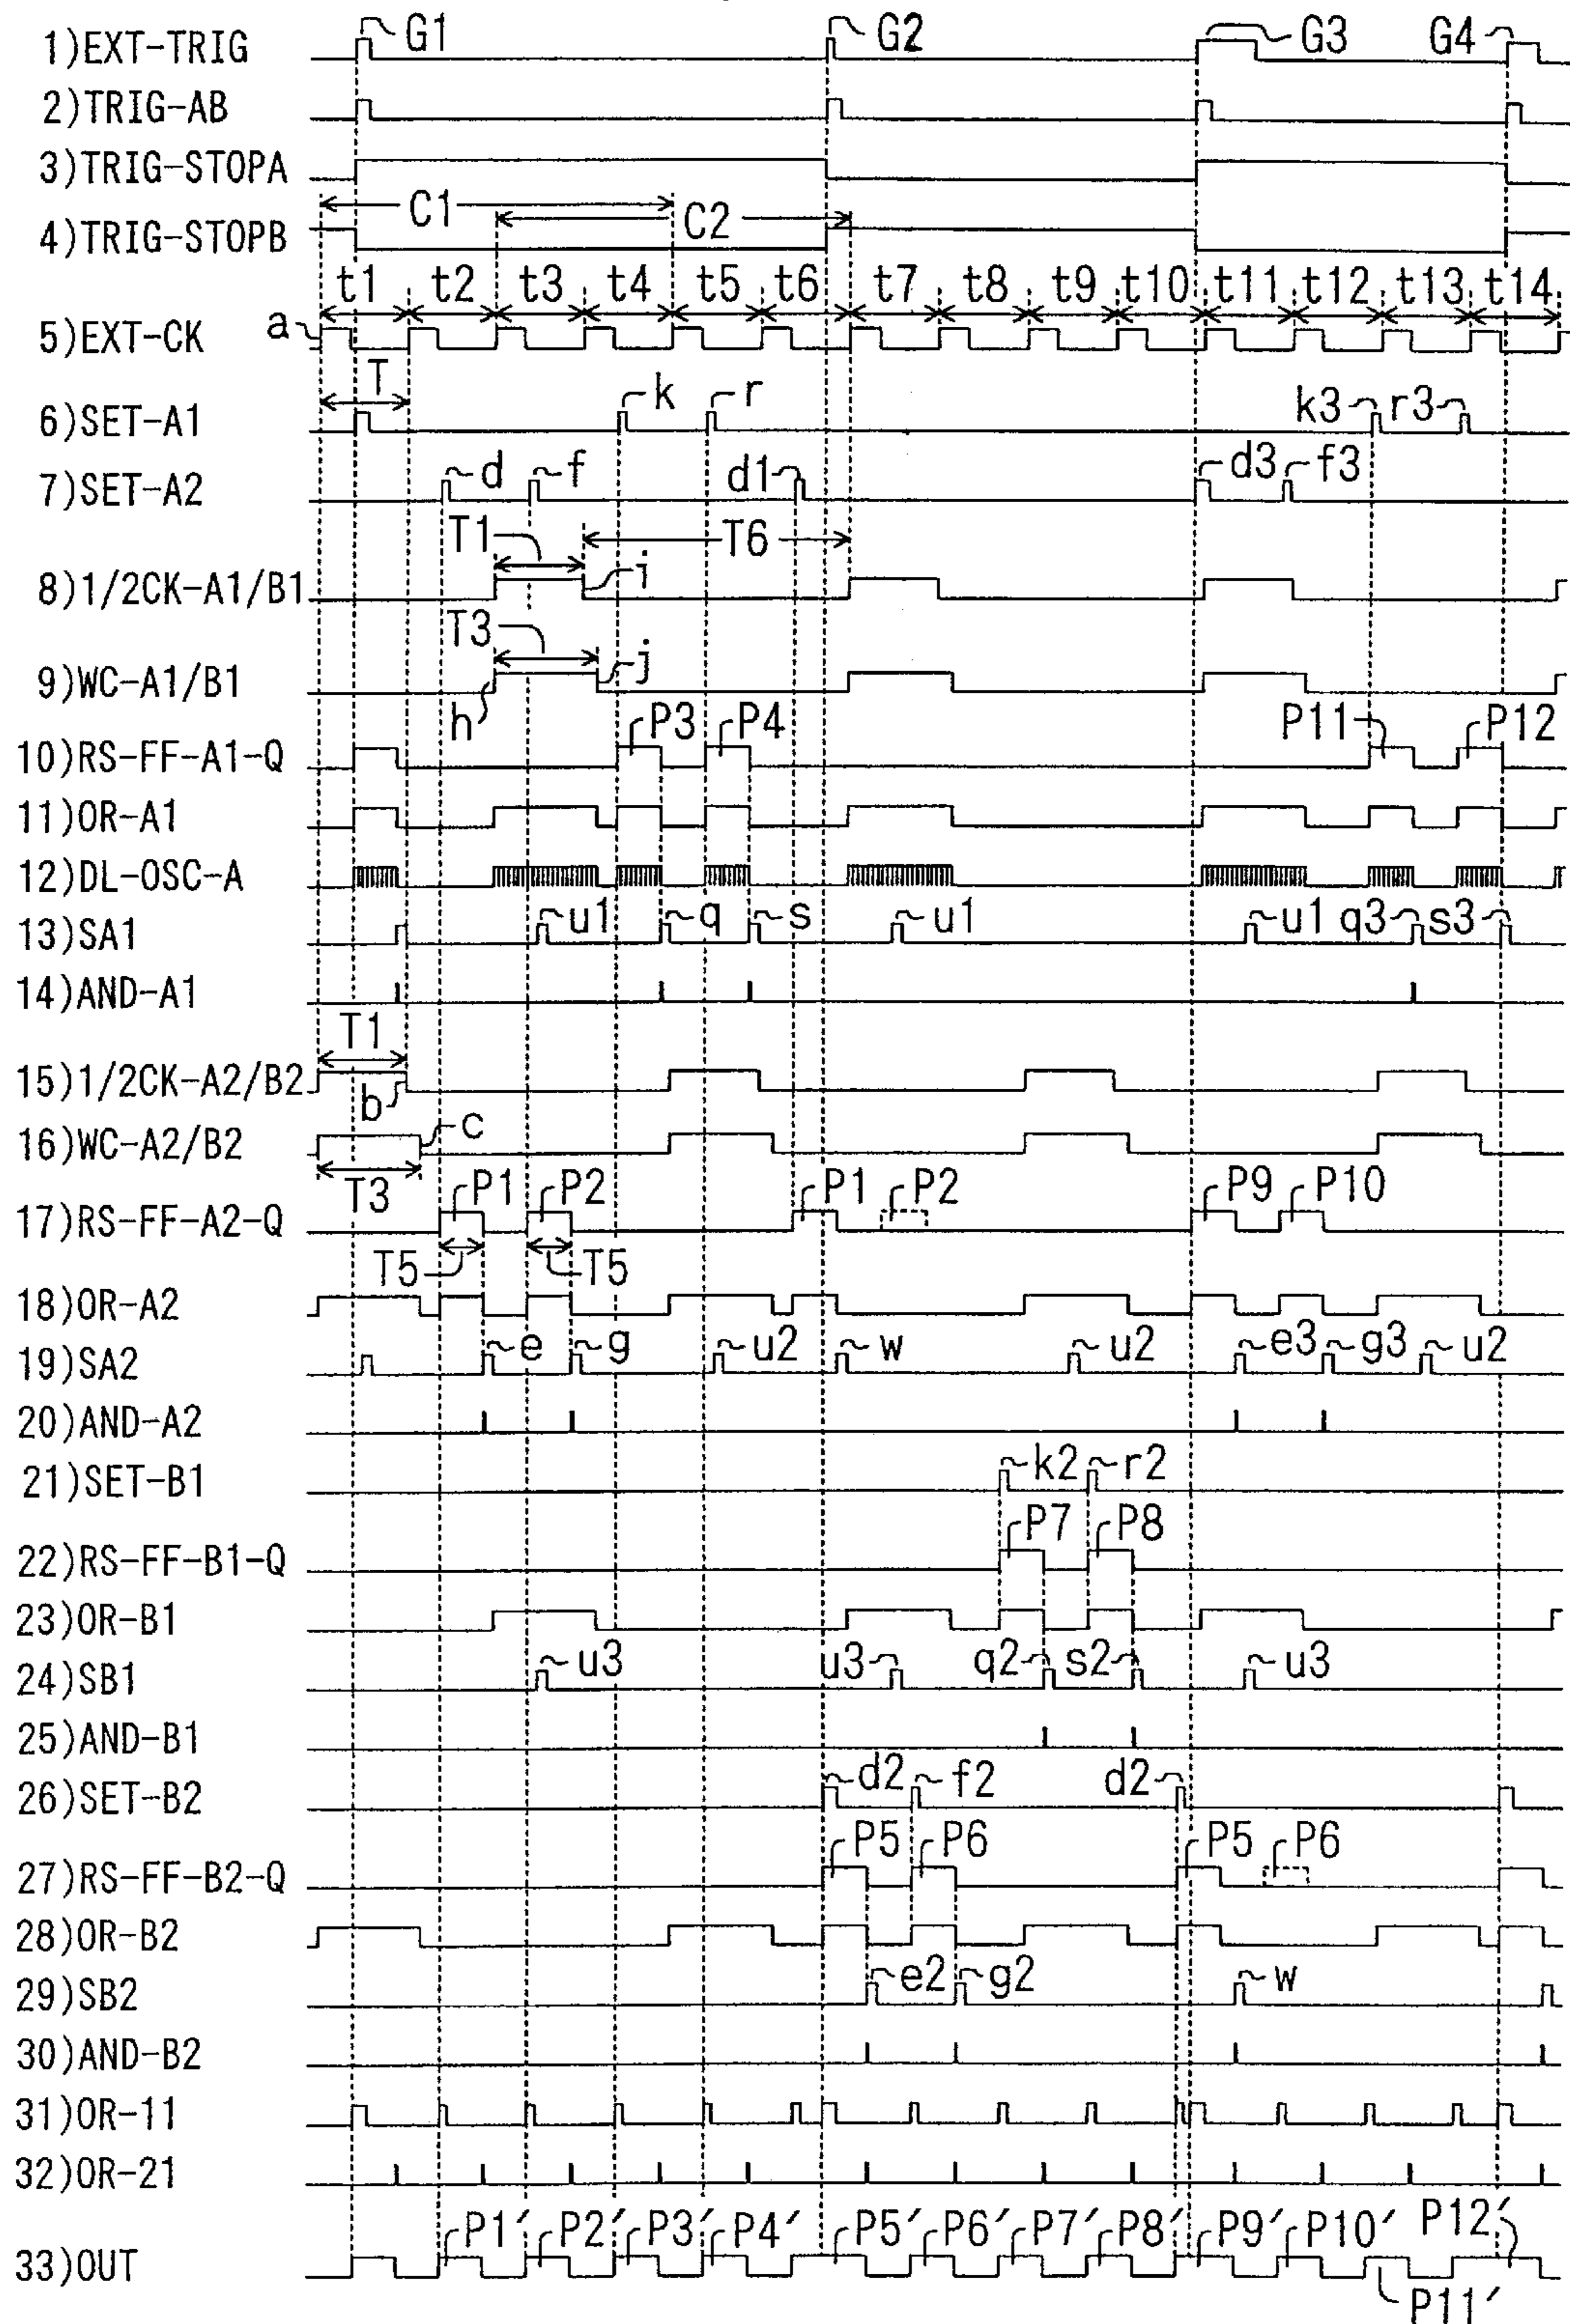 1)EXT-TRIG G1 G2 G3 G4
2)TRIG-AB
3)TRIG-STOPA
C1
4)TRIG-STOPB C2
t1 t2 t3 t4 t5 t6 t7 t8 t9 t10 t11 t12 t13 t14
5)EXT-CK a
T
6)SET-A1 k r k3 r3
7)SET-A2 d f d1 d3 f3
T1 T6
8)1/2CK-A1/B1 i
T3
9)WC-A1/B1 h j
10)RS-FF-A1-Q P3 P4 P11 P12
11)OR-A1
12)DL-OSC-A
13)SA1 u1 q s u1 u1 q3 s3
14)AND-A1
T1
15)1/2CK-A2/B2 b
16)WC-A2/B2 c
T3
17)RS-FF-A2-Q P1 P2 P1 P2 P9 P10
T5 T5
18)OR-A2
19)SA2 e g u2 w u2 e3 g3 u2
20)AND-A2
21)SET-B1 k2 r2
22)RS-FF-B1-Q P7 P8
23)OR-B1
24)SB1 u3 u3 q2 s2 u3
25)AND-B1
26)SET-B2 d2 f2 d2
27)RS-FF-B2-Q P5 P6 P5 P6
28)OR-B2
29)SB2 e2 g2 w
30)AND-B2
31)OR-11
32)OR-21
33)OUT P1′ P2′ P3′ P4′ P5′ P6′ P7′ P8′ P9′ P10′ P12′
P11′